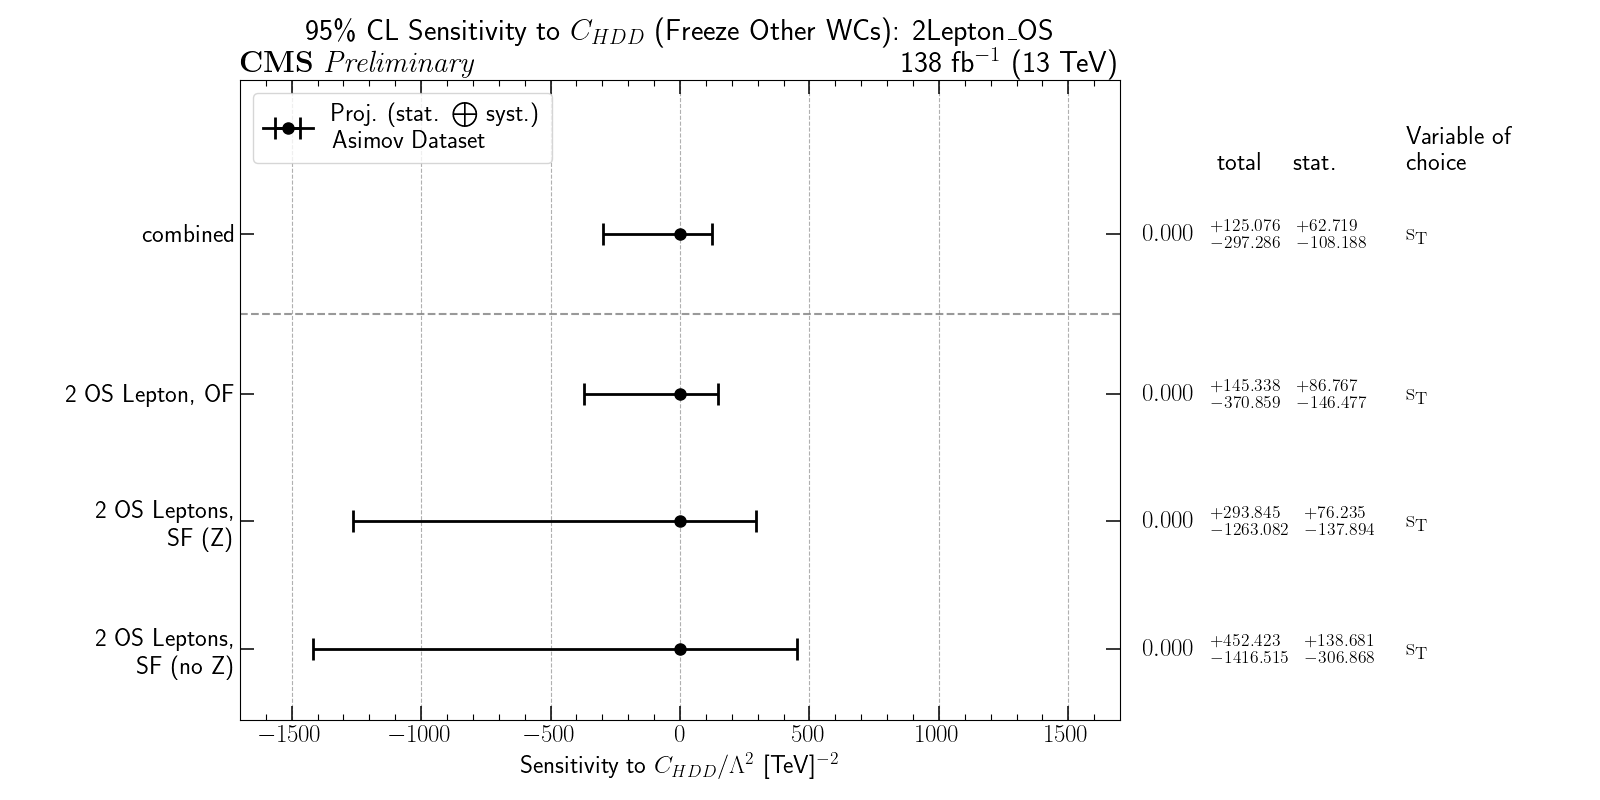 95% CL Sensitivity to C_{HDD} (Freeze Other WCs): 2Lepton_OS
CMS Preliminary 138 fb^{−1} (13 TeV)
Proj. (stat. ⨁ syst.)
Asimov Dataset
Variable of
total stat. choice
combined 0.000 +125.076 −297.286 +62.719 −108.188 s_T
2 OS Lepton, OF 0.000 +145.338 −370.859 +86.767 −146.477 s_T
2 OS Leptons,
SF (Z) 0.000 +293.845 −1263.082 +76.235 −137.894 s_T
2 OS Leptons,
SF (no Z) 0.000 +452.423 −1416.515 +138.681 −306.868 s_T
−1500 −1000 −500 0 500 1000 1500
Sensitivity to C_{HDD}/Λ^2 [TeV]^{−2}